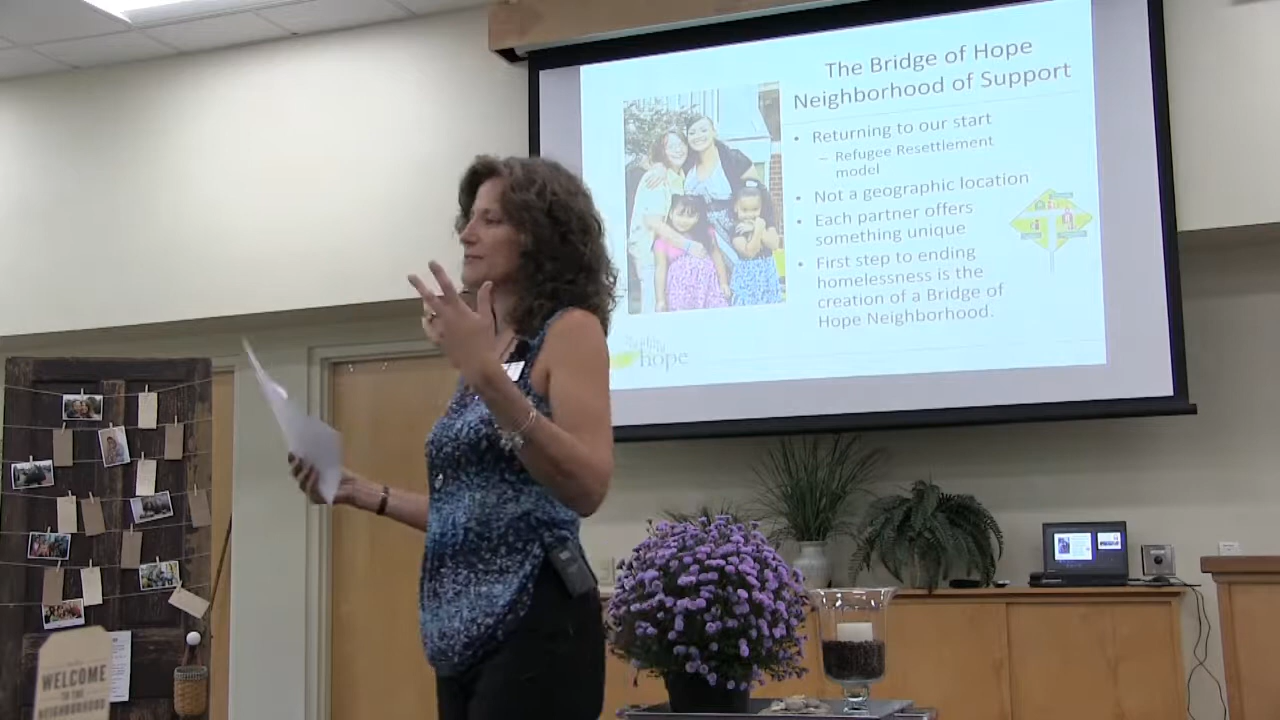 The Bridge of Hope
Neighborhood of Support
• Returning to our start
– Refugee Resettlement
model
• Not a geographic location
• Each partner offers
something unique
• First step to ending
homelessness is the
creation of a Bridge of
Hope Neighborhood.
hope
WELCOME
TO THE
NEIGHBORHOOD